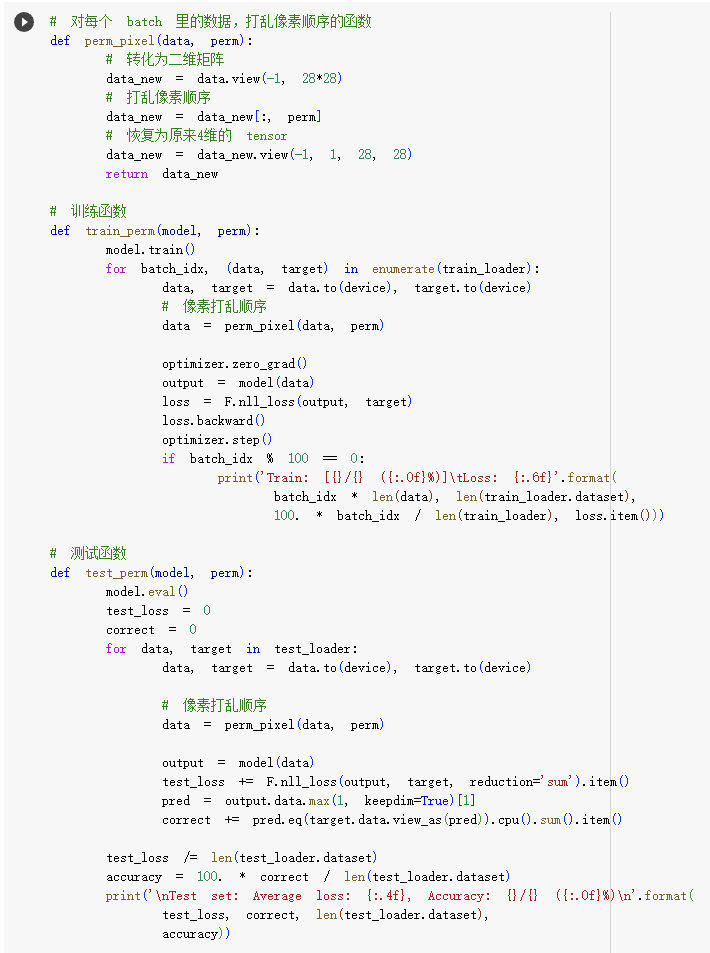 # 对每个 batch 里的数据，打乱像素顺序的函数
def perm_pixel(data, perm):
# 转化为二维矩阵
data_new = data.view(-1, 28*28)
# 打乱像素顺序
data_new = data_new[:, perm]
# 恢复为原来4维的 tensor
data_new = data_new.view(-1, 1, 28, 28)
return data_new
# 训练函数
def train_perm(model, perm):
model.train()
for batch_idx, (data, target) in enumerate(train_loader):
data, target = data.to(device), target.to(device)
# 像素打乱顺序
data = perm_pixel(data, perm)
optimizer.zero_grad()
output = model(data)
loss = F.nll_loss(output, target)
loss.backward()
optimizer.step()
if batch_idx % 100 == 0:
print('Train: [{}/{} ({:.0f}%)]\tLoss: {:.6f}'.format(
batch_idx * len(data), len(train_loader.dataset),
100. * batch_idx / len(train_loader), loss.item()))
# 测试函数
def test_perm(model, perm):
model.eval()
test_loss = 0
correct = 0
for data, target in test_loader:
data, target = data.to(device), target.to(device)
# 像素打乱顺序
data = perm_pixel(data, perm)
output = model(data)
test_loss += F.nll_loss(output, target, reduction='sum').item()
pred = output.data.max(1, keepdim=True)[1]
correct += pred.eq(target.data.view_as(pred)).cpu().sum().item()
test_loss /= len(test_loader.dataset)
accuracy = 100. * correct / len(test_loader.dataset)
print('\nTest set: Average loss: {:.4f}, Accuracy: {}/{} ({:.0f}%)\n'.format(
test_loss, correct, len(test_loader.dataset),
accuracy))